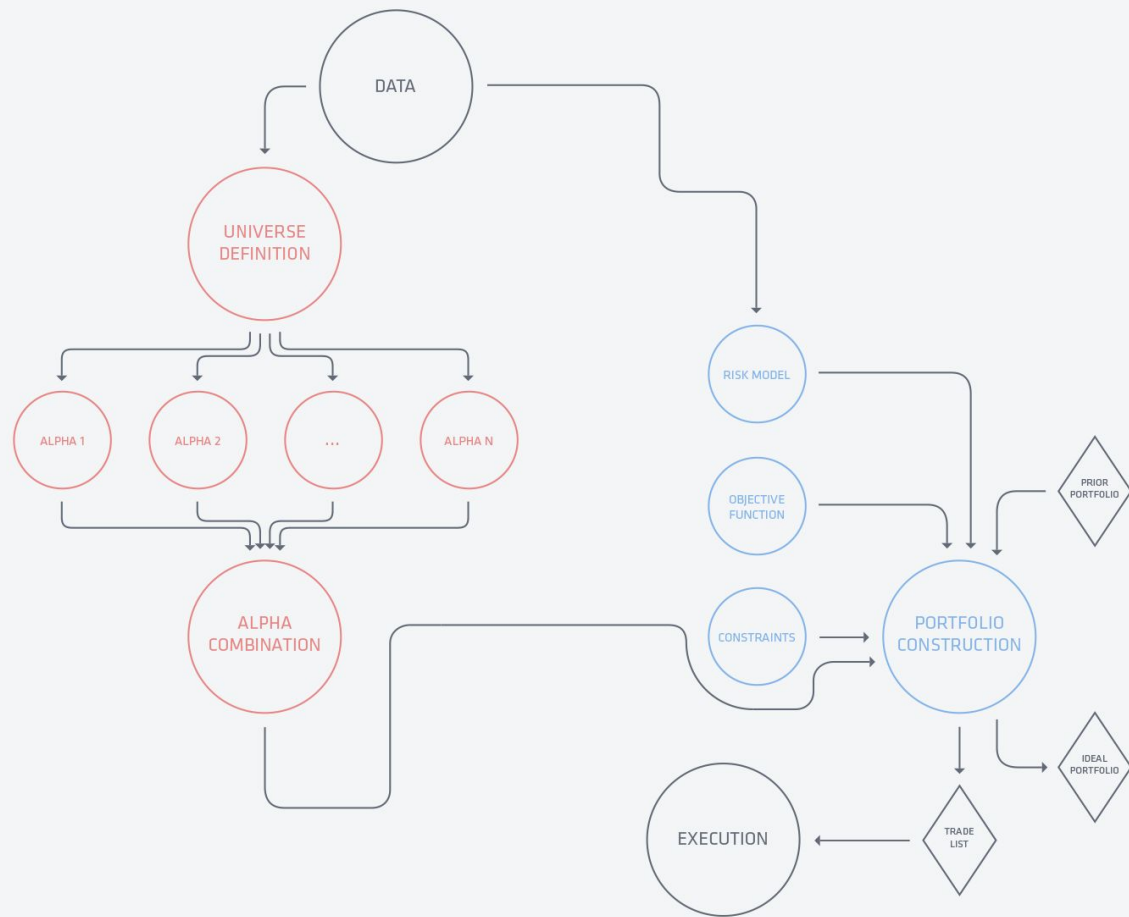 DATA
UNIVERSE
DEFINITION
RISK MODEL
ALPHA 1
ALPHA 2
...
ALPHA N
OBJECTIVE
FUNCTION
PRIOR
PORTFOLIO
ALPHA
COMBINATION
CONSTRAINTS
PORTFOLIO
CONSTRUCTION
IDEAL
PORTFOLIO
EXECUTION
TRADE
LIST